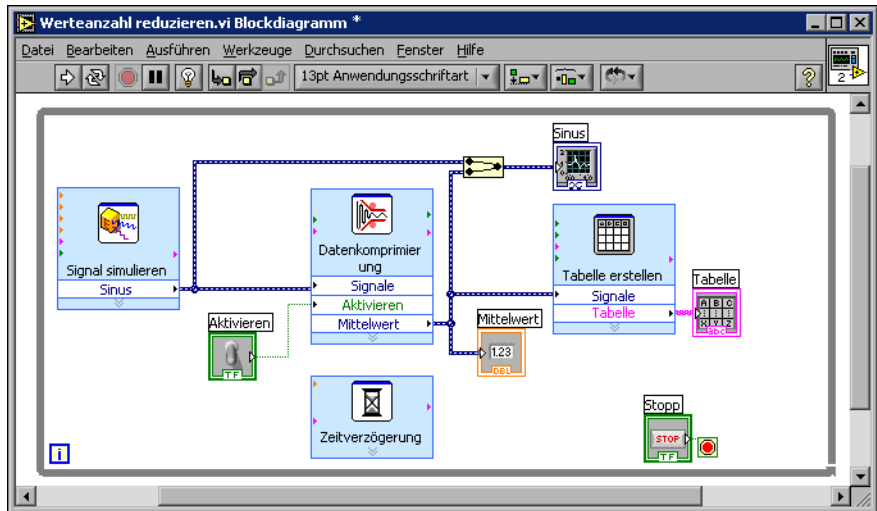 Werteanzahl reduzieren.vi Blockdiagramm *
Datei Bearbeiten Ausführen Werkzeuge Durchsuchen Fenster Hilfe
13pt Anwendungsschriftart
?
2
Sinus
Signal simulieren
Sinus
Datenkomprimier
ung
Signale
Aktivieren
Mittelwert
Tabelle erstellen
Signale
Tabelle
Tabelle
A B C
X Y Z
abc
Aktivieren
TF
Mittelwert
1.23
DBL
Zeitverzögerung
Stopp
STOP
TF
i